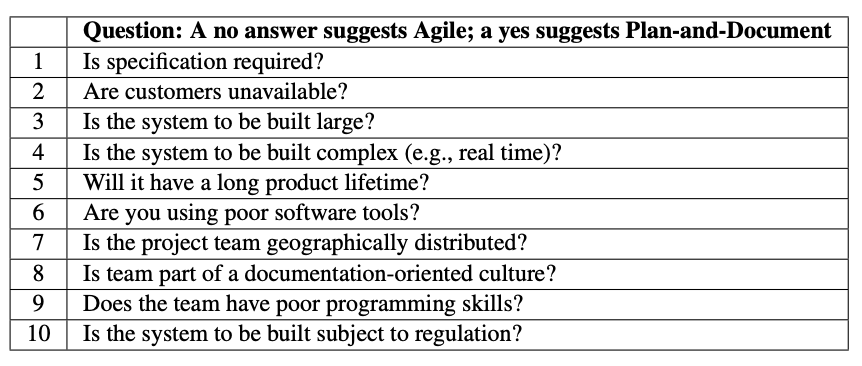 Question: A no answer suggests Agile; a yes suggests Plan-and-Document
1 Is specification required?
2 Are customers unavailable?
3 Is the system to be built large?
4 Is the system to be built complex (e.g., real time)?
5 Will it have a long product lifetime?
6 Are you using poor software tools?
7 Is the project team geographically distributed?
8 Is team part of a documentation-oriented culture?
9 Does the team have poor programming skills?
10 Is the system to be built subject to regulation?